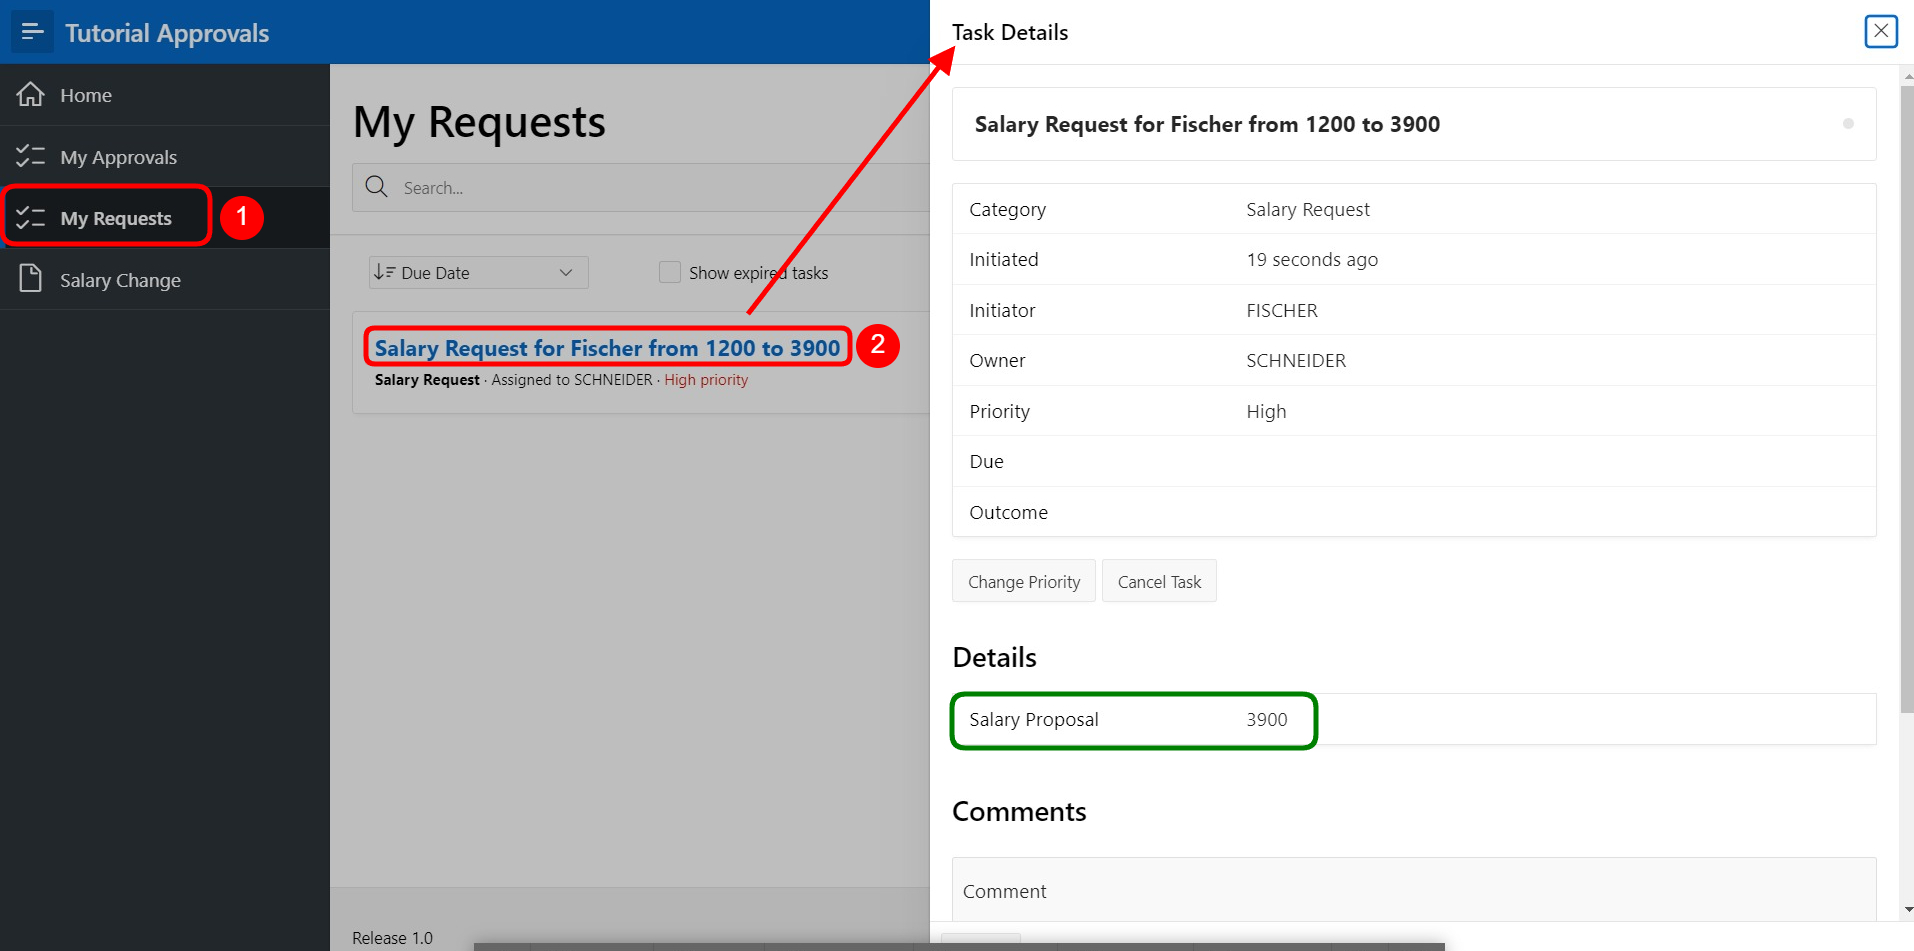 Tutorial Approvals
Home
My Approvals
My Requests
1
Salary Change
My Requests
Search...
Due Date
Show expired tasks
Salary Request for Fischer from 1200 to 3900
2
Salary Request · Assigned to SCHNEIDER · High priority
Release 1.0
Task Details
Salary Request for Fischer from 1200 to 3900
Category Salary Request
Initiated 19 seconds ago
Initiator FISCHER
Owner SCHNEIDER
Priority High
Due
Outcome
Change Priority Cancel Task
Details
Salary Proposal 3900
Comments
Comment